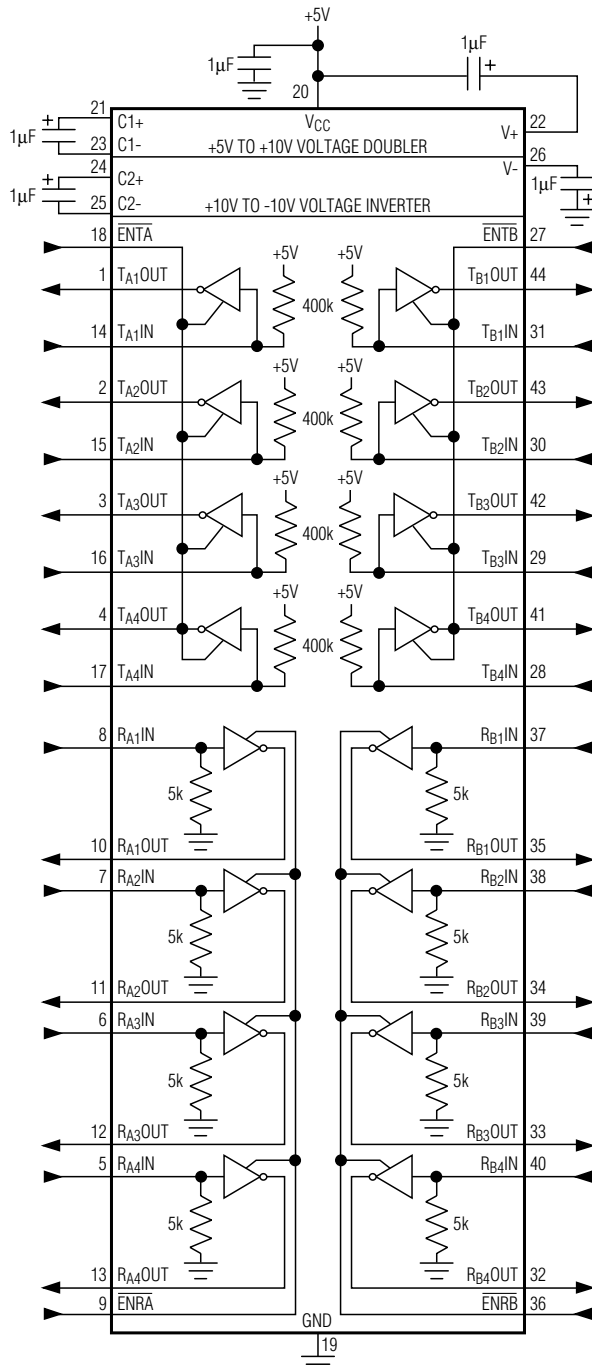 +5V
1µF
1µF
20
21
C1+
VCC
22
V+
1µF
23
C1-
+5V TO +10V VOLTAGE DOUBLER
26
V-
24
C2+
1µF
1µF
25
C2-
+10V TO -10V VOLTAGE INVERTER
18
ENTA
ENTB
27
+5V
+5V
1
TA1OUT
TB1OUT
44
400k
14
TA1IN
TB1IN
31
+5V
+5V
2
TA2OUT
TB2OUT
43
400k
15
TA2IN
TB2IN
30
+5V
+5V
3
TA3OUT
TB3OUT
42
400k
16
TA3IN
TB3IN
29
+5V
+5V
4
TA4OUT
TB4OUT
41
400k
17
TA4IN
TB4IN
28
8
RA1IN
RB1IN
37
5k
5k
10
RA1OUT
RB1OUT
35
7
RA2IN
RB2IN
38
5k
5k
11
RA2OUT
RB2OUT
34
6
RA3IN
RB3IN
39
5k
5k
12
RA3OUT
RB3OUT
33
5
RA4IN
RB4IN
40
5k
5k
13
RA4OUT
RB4OUT
32
9
ENRA
ENRB
36
GND
19